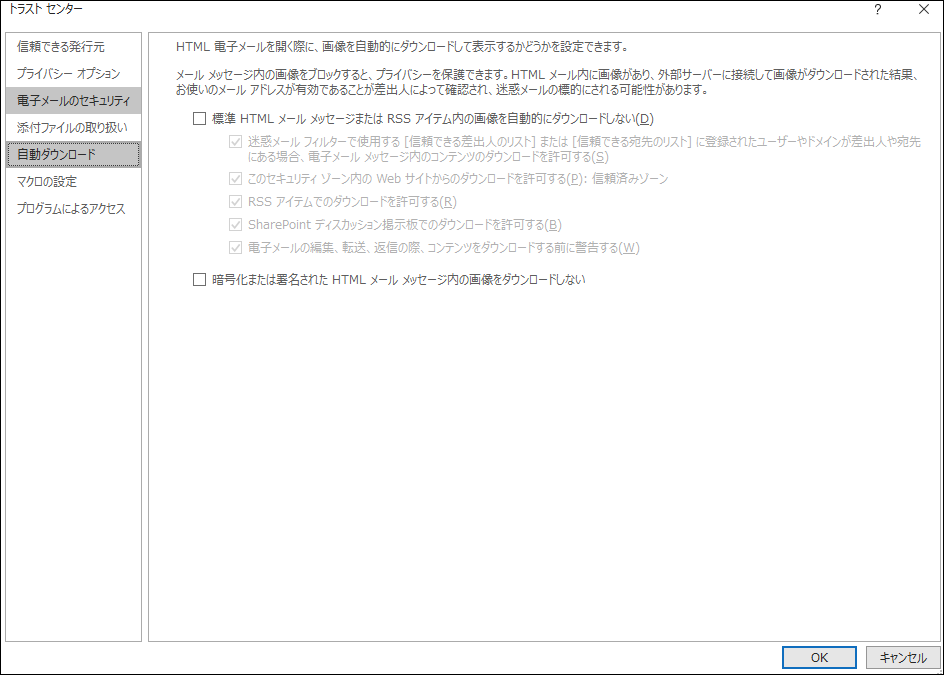 トラスト センター
信頼できる発行元
プライバシー オプション
電子メールのセキュリティ
添付ファイルの取り扱い
自動ダウンロード
マクロの設定
プログラムによるアクセス
HTML 電子メールを開く際に、画像を自動的にダウンロードして表示するかどうかを設定できます。
メール メッセージ内の画像をブロックすると、プライバシーを保護できます。HTML メール内に画像があり、外部サーバーに接続して画像がダウンロードされた結果、
お使いのメール アドレスが有効であることが差出人によって確認され、迷惑メールの標的にされる可能性があります。
標準 HTML メール メッセージまたは RSS アイテム内の画像を自動的にダウンロードしない(D)
迷惑メール フィルターで使用する [信頼できる差出人のリスト] または [信頼できる宛先のリスト] に登録されたユーザーやドメインが差出人や宛先
にある場合、電子メール メッセージ内のコンテンツのダウンロードを許可する(S)
このセキュリティ ゾーン内の Web サイトからのダウンロードを許可する(P): 信頼済みゾーン
RSS アイテムでのダウンロードを許可する(R)
SharePoint ディスカッション掲示板でのダウンロードを許可する(B)
電子メールの編集、転送、返信の際、コンテンツをダウンロードする前に警告する(W)
暗号化または署名された HTML メール メッセージ内の画像をダウンロードしない
OK
キャンセル